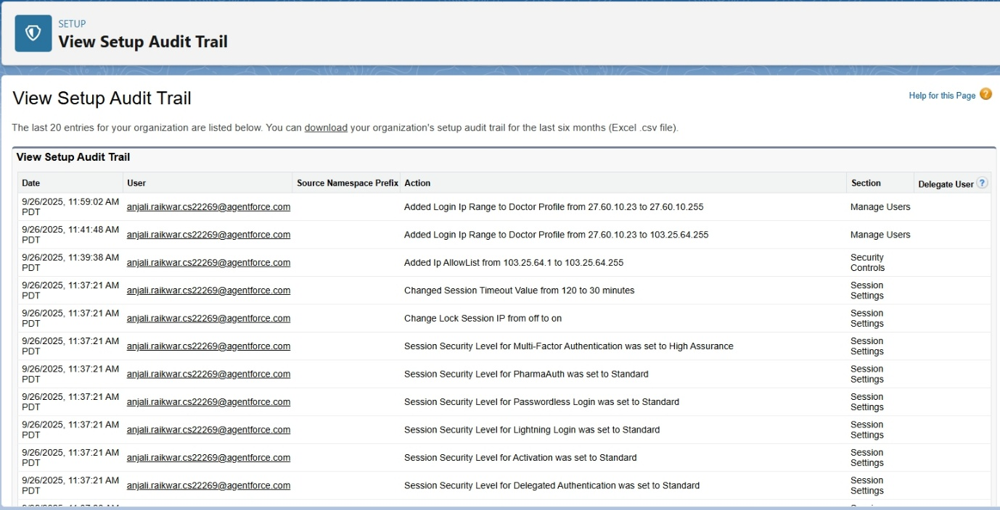 SETUP
View Setup Audit Trail
View Setup Audit Trail
Help for this Page ?
The last 20 entries for your organization are listed below. You can download your organization's setup audit trail for the last six months (Excel .csv file).
View Setup Audit Trail
Date User Source Namespace Prefix Action Section Delegate User ?
9/26/2025, 11:59:02 AM PDT anjali.raikwar.cs22269@agentforce.com Added Login Ip Range to Doctor Profile from 27.60.10.23 to 27.60.10.255 Manage Users
9/26/2025, 11:41:48 AM PDT anjali.raikwar.cs22269@agentforce.com Added Login Ip Range to Doctor Profile from 27.60.10.23 to 103.25.64.255 Manage Users
9/26/2025, 11:39:38 AM PDT anjali.raikwar.cs22269@agentforce.com Added Ip AllowList from 103.25.64.1 to 103.25.64.255 Security Controls
9/26/2025, 11:37:21 AM PDT anjali.raikwar.cs22269@agentforce.com Changed Session Timeout Value from 120 to 30 minutes Session Settings
9/26/2025, 11:37:21 AM PDT anjali.raikwar.cs22269@agentforce.com Change Lock Session IP from off to on Session Settings
9/26/2025, 11:37:21 AM PDT anjali.raikwar.cs22269@agentforce.com Session Security Level for Multi-Factor Authentication was set to High Assurance Session Settings
9/26/2025, 11:37:21 AM PDT anjali.raikwar.cs22269@agentforce.com Session Security Level for PharmaAuth was set to Standard Session Settings
9/26/2025, 11:37:21 AM PDT anjali.raikwar.cs22269@agentforce.com Session Security Level for Passwordless Login was set to Standard Session Settings
9/26/2025, 11:37:21 AM PDT anjali.raikwar.cs22269@agentforce.com Session Security Level for Lightning Login was set to Standard Session Settings
9/26/2025, 11:37:21 AM PDT anjali.raikwar.cs22269@agentforce.com Session Security Level for Activation was set to Standard Session Settings
9/26/2025, 11:37:21 AM PDT anjali.raikwar.cs22269@agentforce.com Session Security Level for Delegated Authentication was set to Standard Session Settings